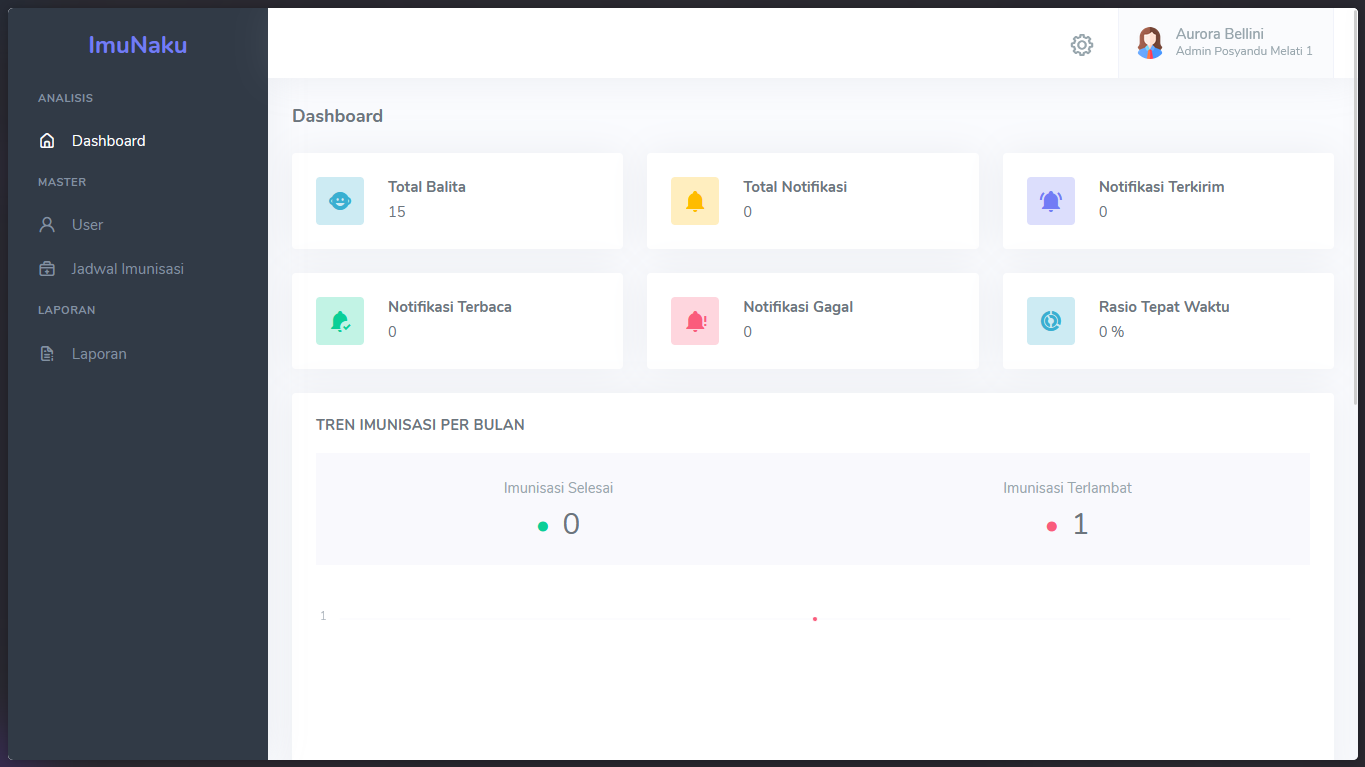 ImuNaku
Aurora Bellini
Admin Posyandu Melati 1
ANALISIS
Dashboard
MASTER
User
Jadwal Imunisasi
LAPORAN
Laporan
Dashboard
Total Balita
15
Total Notifikasi
0
Notifikasi Terkirim
0
Notifikasi Terbaca
0
Notifikasi Gagal
0
Rasio Tepat Waktu
0 %
TREN IMUNISASI PER BULAN
Imunisasi Selesai
0
Imunisasi Terlambat
1
1